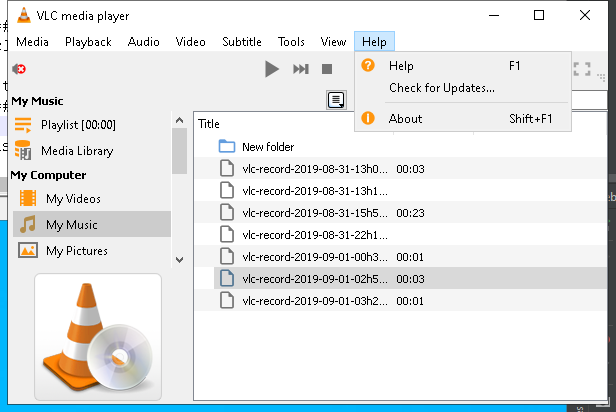 VLC media player
Media Playback Audio Video Subtitle Tools View Help
Help F1
Check for Updates...
About Shift+F1
My Music
Playlist [00:00]
Media Library
My Computer
My Videos
My Music
My Pictures
Title
New folder
vlc-record-2019-08-31-13h0... 00:03
vlc-record-2019-08-31-13h1...
vlc-record-2019-08-31-15h5... 00:23
vlc-record-2019-08-31-22h1...
vlc-record-2019-09-01-00h3... 00:01
vlc-record-2019-09-01-02h5... 00:03
vlc-record-2019-09-01-03h2... 00:01